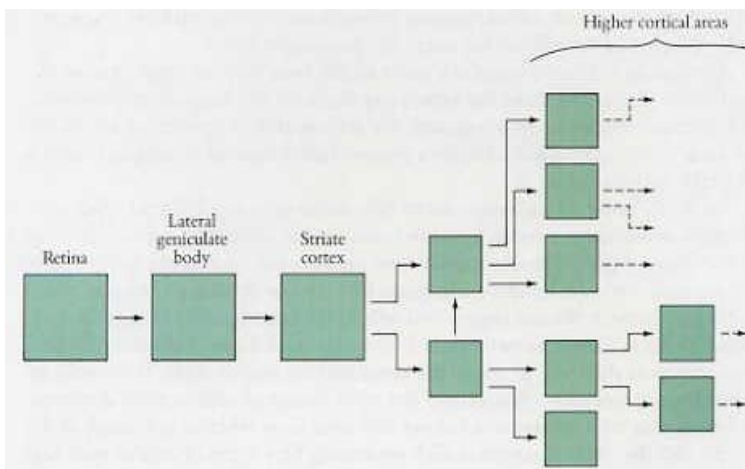 Higher cortical areas
Retina
Lateral
geniculate
body
Striate
cortex